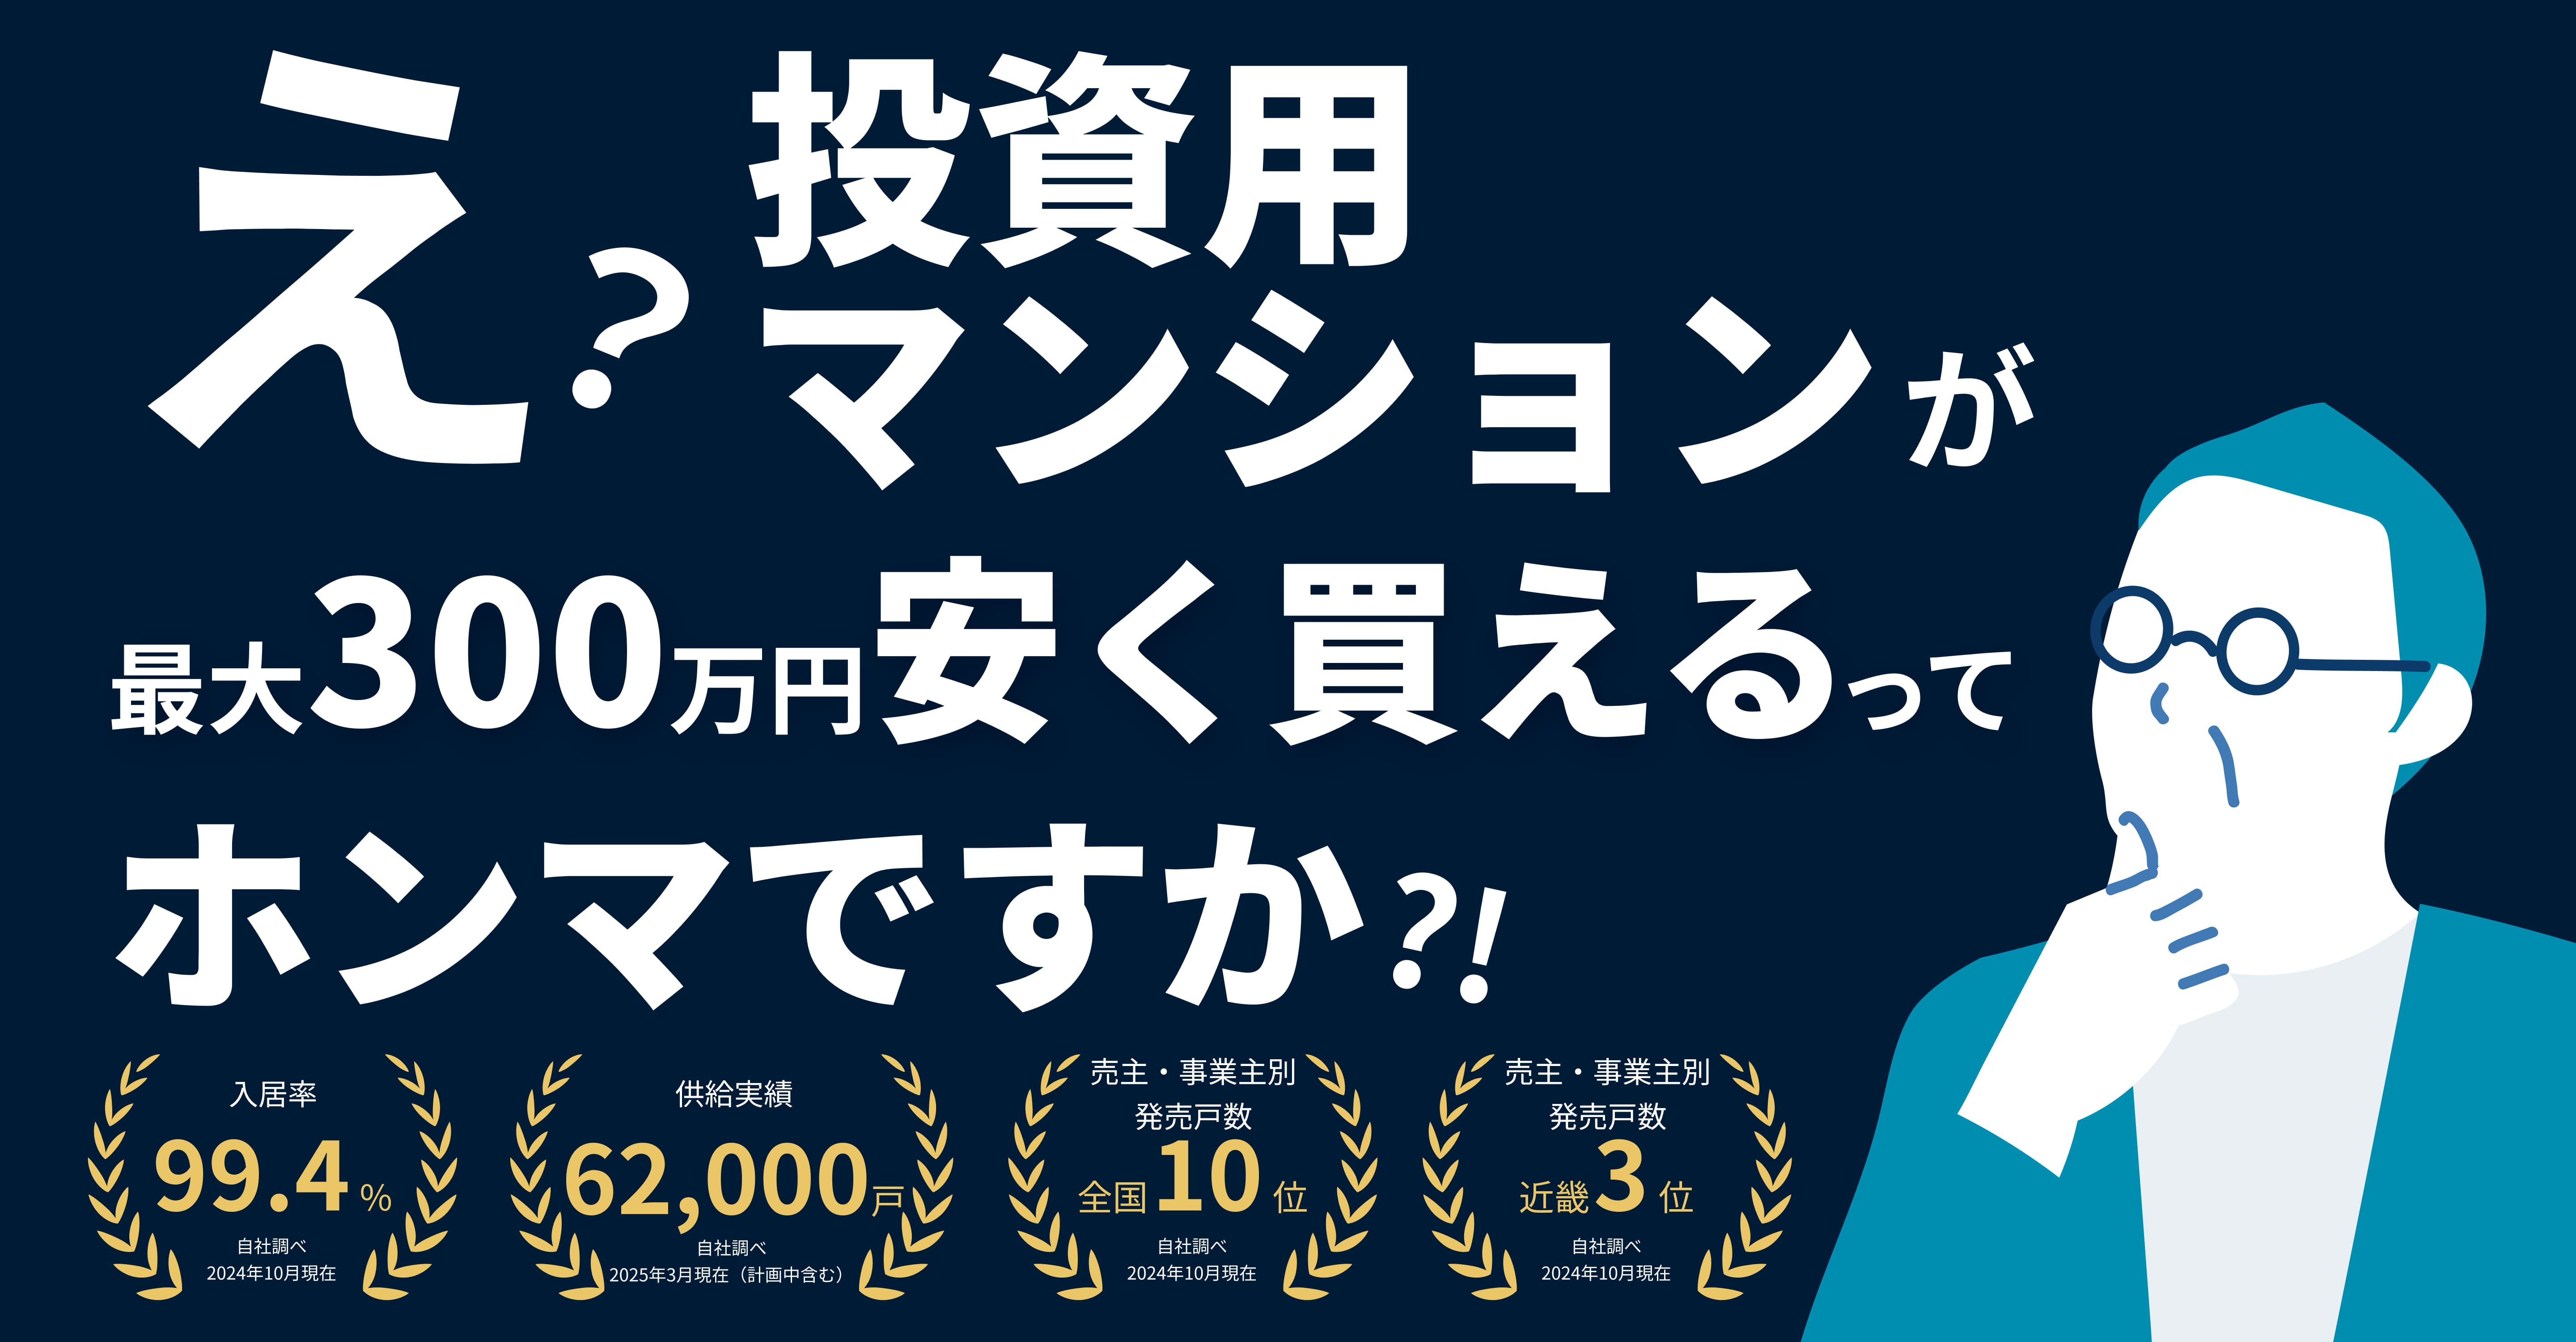 え？
投資用
マンションが
最大300万円安く買えるって
ホンマですか?!
入居率
99.4%
自社調べ
2024年10月現在
供給実績
62,000戸
自社調べ
2025年3月現在（計画中含む）
売主・事業主別
発売戸数
全国10位
自社調べ
2024年10月現在
売主・事業主別
発売戸数
近畿3位
自社調べ
2024年10月現在